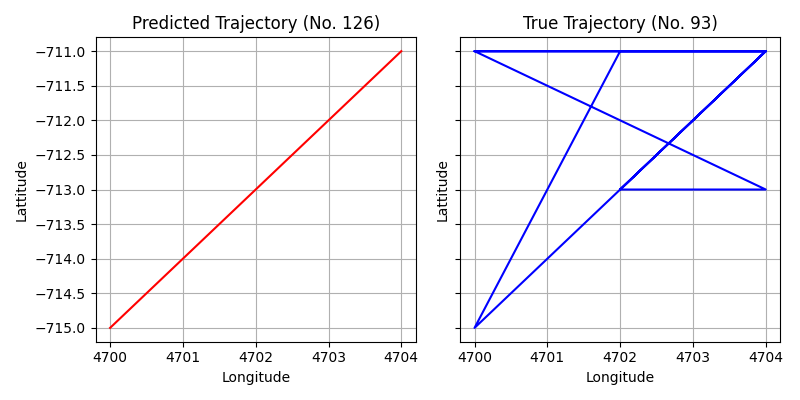 Predicted Trajectory (No. 126)
True Trajectory (No. 93)
Lattitude
−711.0
−711.5
−712.0
−712.5
−713.0
−713.5
−714.0
−714.5
−715.0
4700 4701 4702 4703 4704
Longitude
Lattitude
4700 4701 4702 4703 4704
Longitude